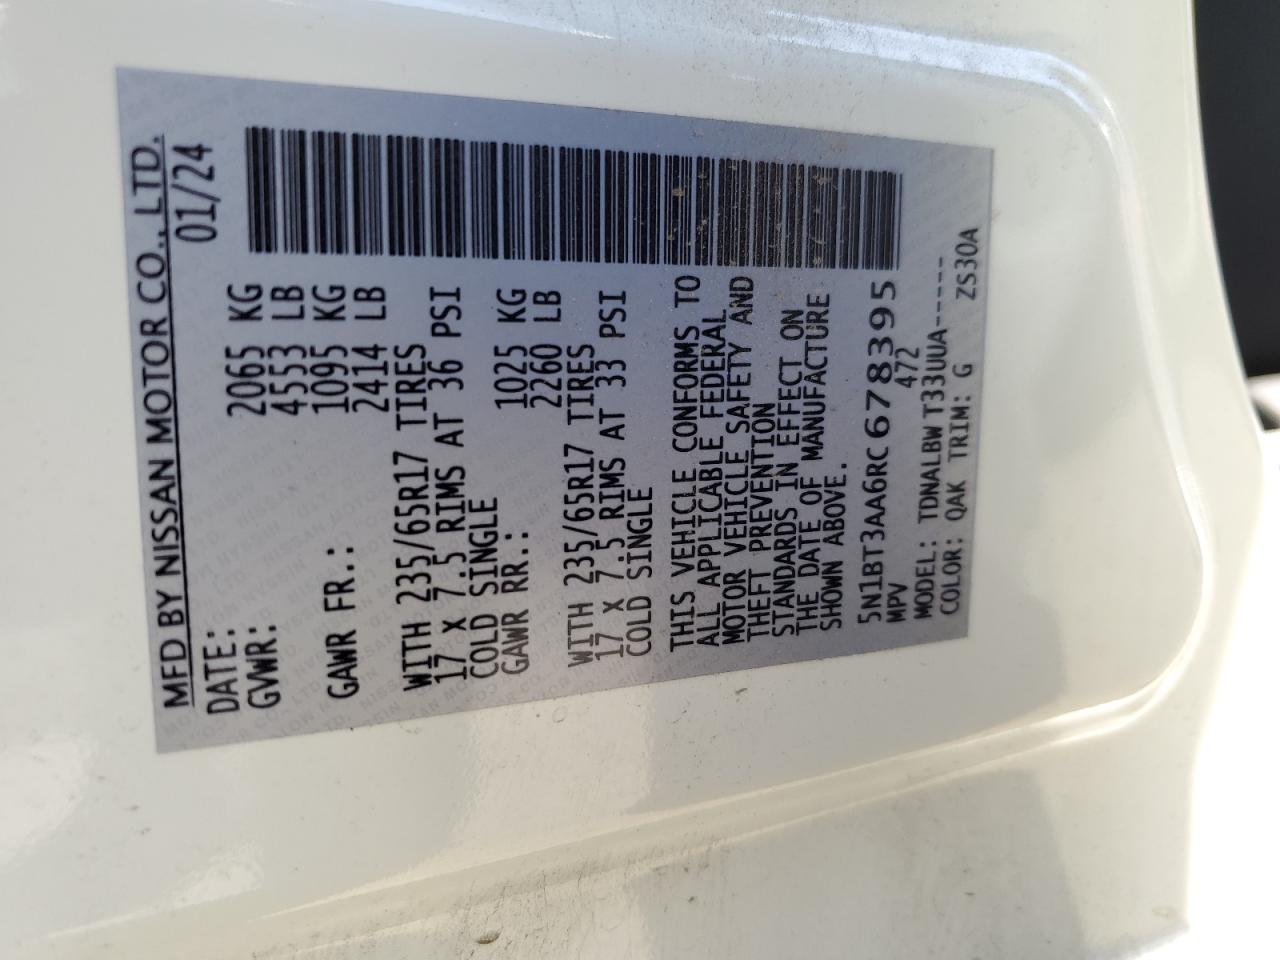 MFD BY NISSAN MOTOR CO., LTD.
DATE: 01/24
GVWR: 2065 KG
4553 LB
GAWR FR.: 1095 KG
2414 LB
WITH 235/65R17 TIRES
17 X 7.5 RIMS AT 36 PSI
COLD SINGLE
GAWR RR.: 1025 KG
2260 LB
WITH 235/65R17 TIRES
17 X 7.5 RIMS AT 33 PSI
COLD SINGLE
THIS VEHICLE CONFORMS TO
ALL APPLICABLE FEDERAL
MOTOR VEHICLE SAFETY AND
THEFT PREVENTION
STANDARDS IN EFFECT ON
THE DATE OF MANUFACTURE
SHOWN ABOVE.
5N1BT3AA6RC678395
MPV 472
MODEL: TDNALBWT33UUA-----
COLOR: QAK TRIM: G ZS30A